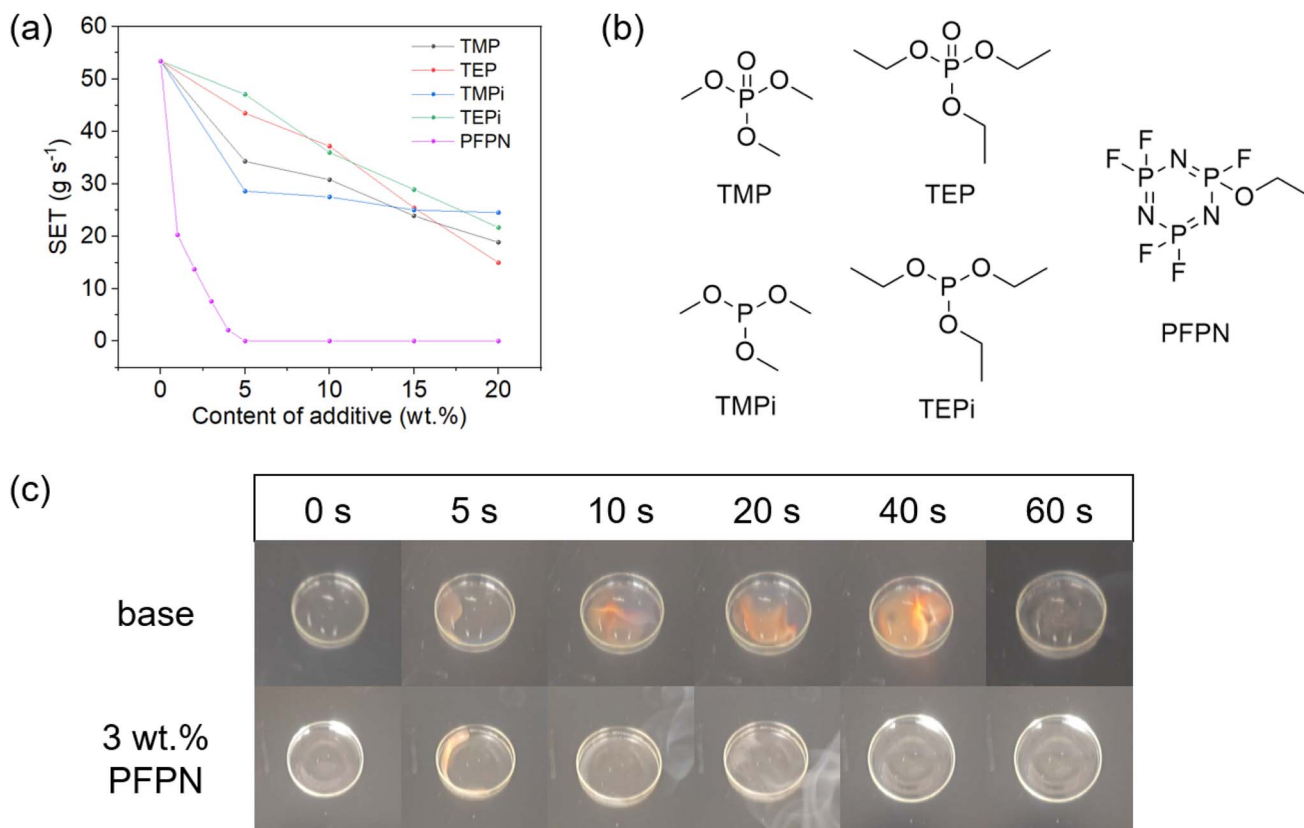 (a)
60
50
40
30
20
10
0
SET (g s⁻¹)
TMP
TEP
TMPi
TEPi
PFPN
0 5 10 15 20
Content of additive (wt.%)
(b)
O
O P O
O
TMP
O
O P O
O
TEP
O P O
O
TMPi
O P O
O
TEPi
F F N F
P P O
N N
P
F F
PFPN
(c)
0 s 5 s 10 s 20 s 40 s 60 s
base
3 wt.%
PFPN